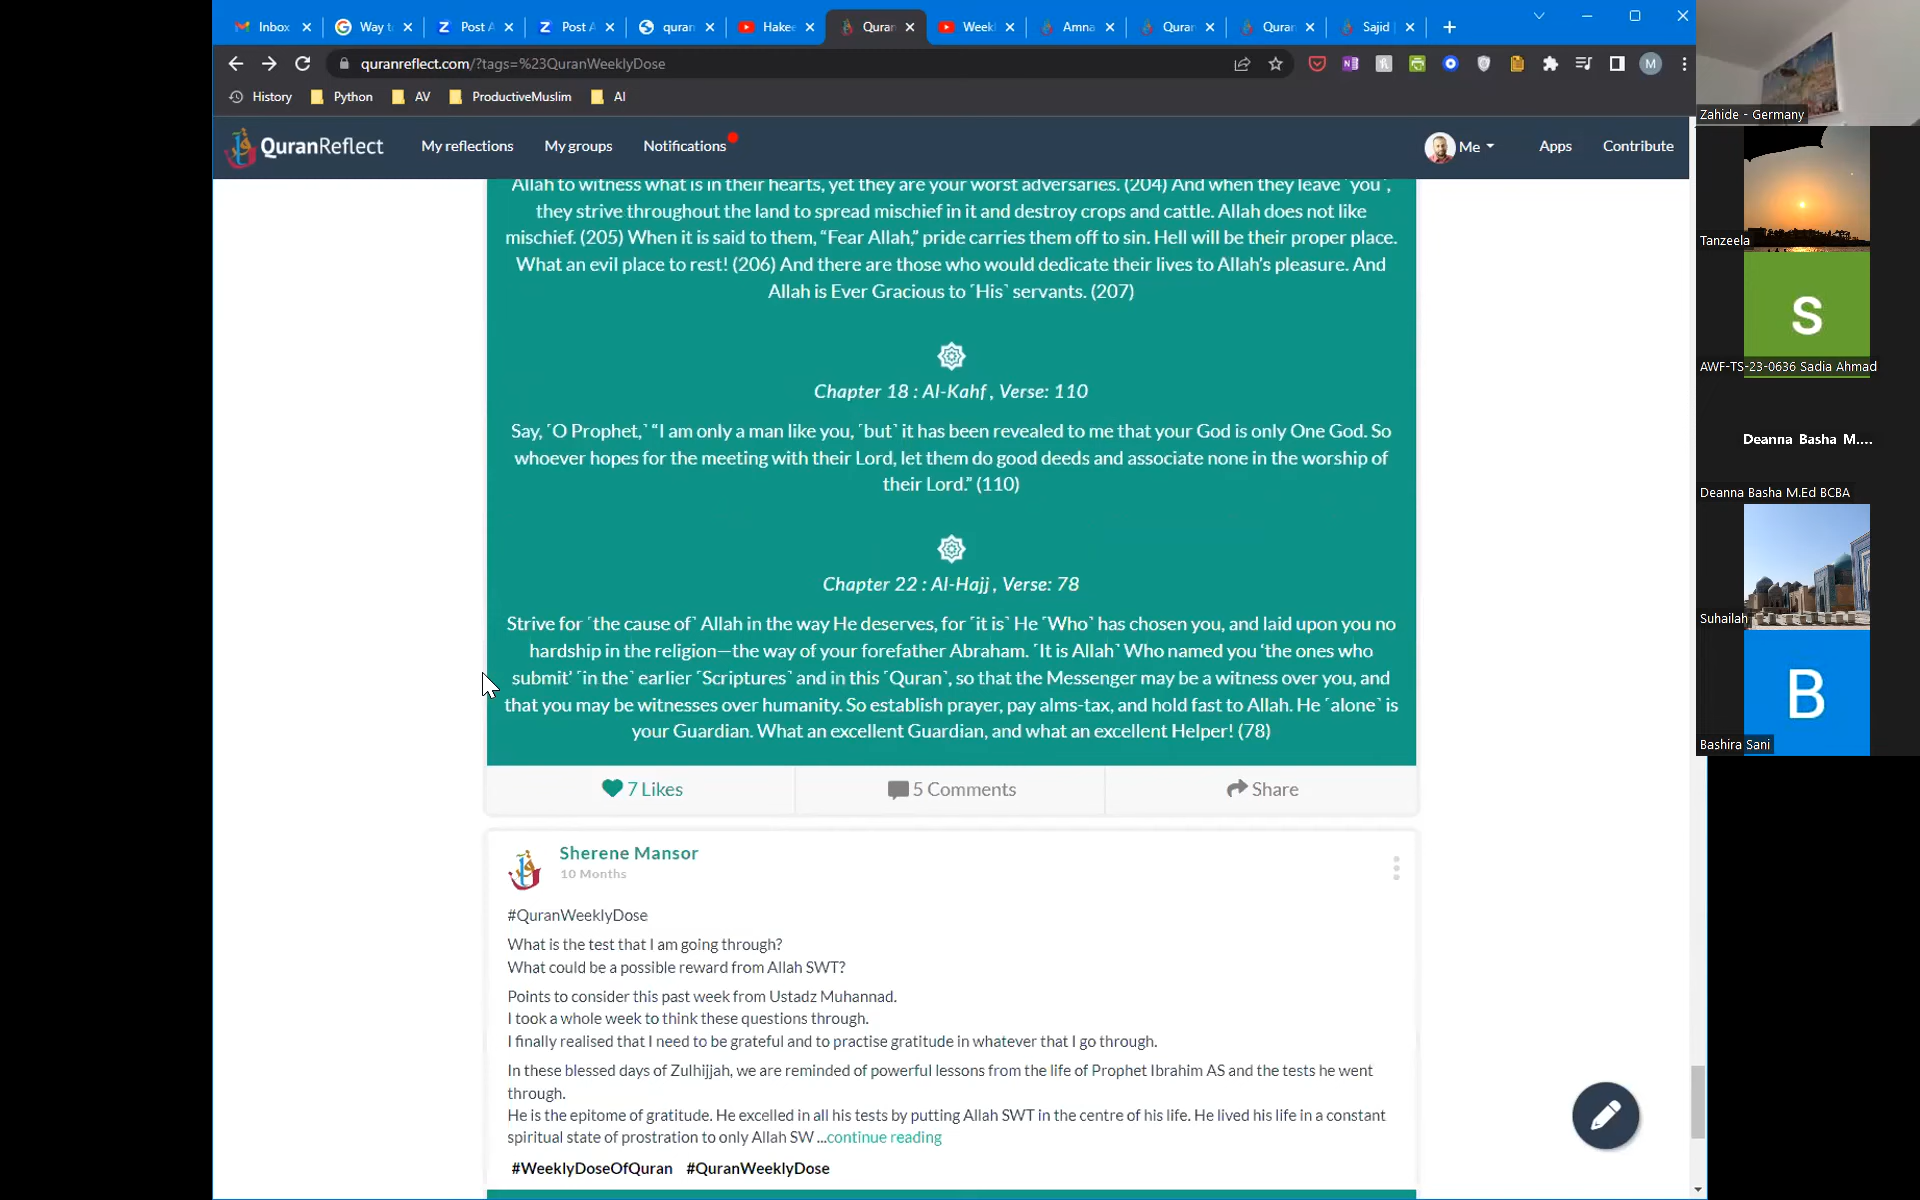 Inbox
Way t
Post A
Post A
quran
Hakee
Quran
Week
Amna
Quran
Quran
Sajid
quranreflect.com/?tags=%23QuranWeeklyDose
M
History
Python
AV
ProductiveMuslim
AI
QuranReflect
My reflections
My groups
Notifications
Me
Apps
Contribute
Allah to witness what is in their hearts, yet they are your worst adversaries. (204) And when they leave ˹you˺,
they strive throughout the land to spread mischief in it and destroy crops and cattle. Allah does not like
mischief. (205) When it is said to them, “Fear Allah,” pride carries them off to sin. Hell will be their proper place.
What an evil place to rest! (206) And there are those who would dedicate their lives to Allah’s pleasure. And
Allah is Ever Gracious to ˹His˺ servants. (207)
Chapter 18 : Al-Kahf , Verse: 110
Say, ˹O Prophet,˺ “I am only a man like you, ˹but˺ it has been revealed to me that your God is only One God. So
whoever hopes for the meeting with their Lord, let them do good deeds and associate none in the worship of
their Lord.” (110)
Chapter 22 : Al-Hajj , Verse: 78
Strive for ˹the cause of˺ Allah in the way He deserves, for ˹it is˺ He ˹Who˺ has chosen you, and laid upon you no
hardship in the religion—the way of your forefather Abraham. ˹It is Allah˺ Who named you ‘the ones who
submit’ ˹in the˺ earlier ˹Scriptures˺ and in this ˹Quran˺, so that the Messenger may be a witness over you, and
that you may be witnesses over humanity. So establish prayer, pay alms-tax, and hold fast to Allah. He ˹alone˺ is
your Guardian. What an excellent Guardian, and what an excellent Helper! (78)
7 Likes
5 Comments
Share
Sherene Mansor
10 Months
#QuranWeeklyDose
What is the test that I am going through?
What could be a possible reward from Allah SWT?
Points to consider this past week from Ustadz Muhannad.
I took a whole week to think these questions through.
I finally realised that I need to be grateful and to practise gratitude in whatever that I go through.
In these blessed days of Zulhijjah, we are reminded of powerful lessons from the life of Prophet Ibrahim AS and the tests he went
through.
He is the epitome of gratitude. He excelled in all his tests by putting Allah SWT in the centre of his life. He lived his life in a constant
spiritual state of prostration to only Allah SW ...continue reading
#WeeklyDoseOfQuran #QuranWeeklyDose
Zahide - Germany
Tanzeela
S
AWF-TS-23-0636 Sadia Ahmad
Deanna Basha M....
Deanna Basha M.Ed BCBA
Suhailah
B
Bashira Sani